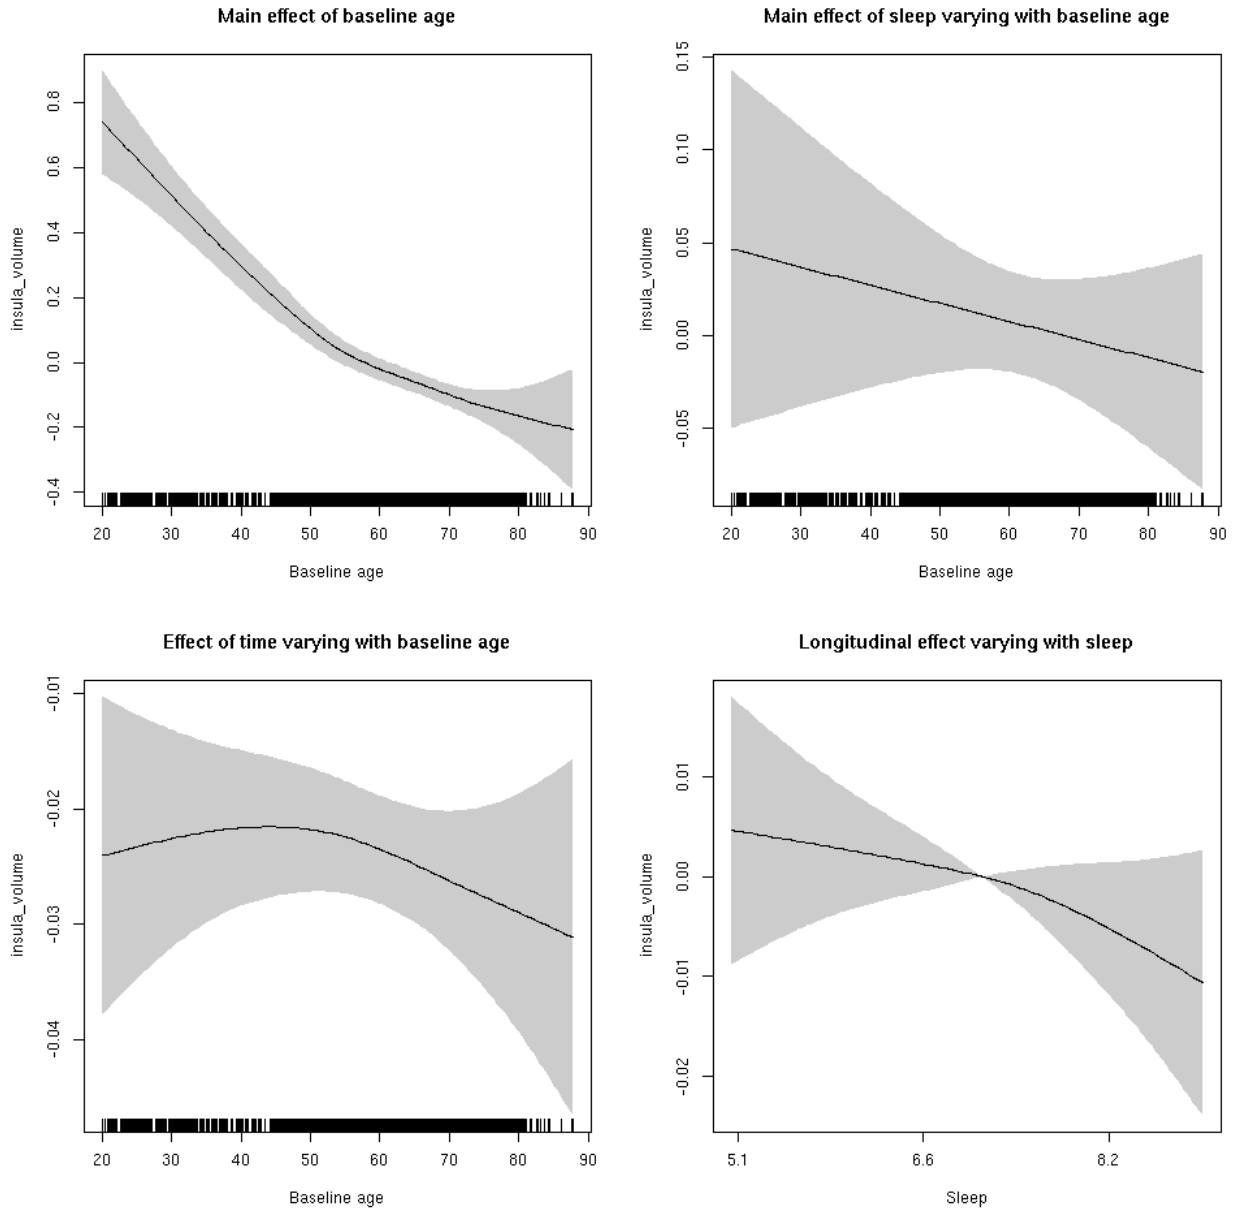 Main effect of baseline age
insula_volume
0.8
0.6
0.4
0.2
0.0
-0.2
-0.4
20 30 40 50 60 70 80 90
Baseline age
Main effect of sleep varying with baseline age
insula_volume
0.15
0.10
0.05
0.00
-0.05
20 30 40 50 60 70 80 90
Baseline age
Effect of time varying with baseline age
insula_volume
-0.01
-0.02
-0.03
-0.04
20 30 40 50 60 70 80 90
Baseline age
Longitudinal effect varying with sleep
insula_volume
0.01
0.00
-0.01
-0.02
5.1 6.6 8.2
Sleep